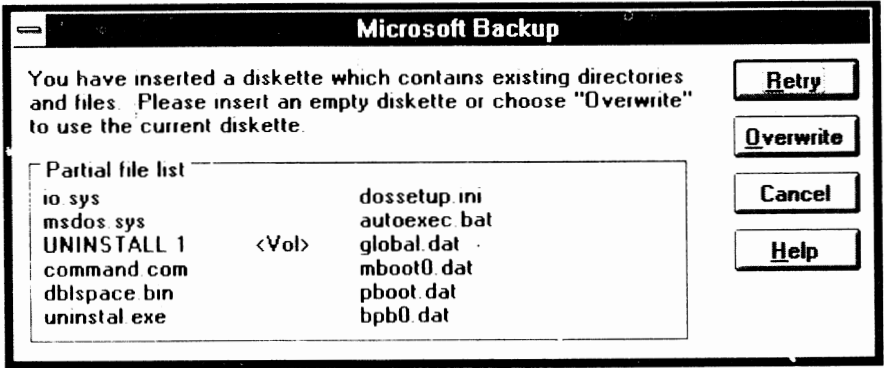 Microsoft Backup
You have inserted a diskette which contains existing directories
and files. Please insert an empty diskette or choose "Overwrite"
to use the current diskette.
Retry
Overwrite
Cancel
Help
Partial file list
io.sys dossetup.ini
msdos.sys autoexec.bat
UNINSTALL 1 <Vol> global.dat
command.com mboot0.dat
dblspace.bin pboot.dat
uninstal.exe bpb0.dat